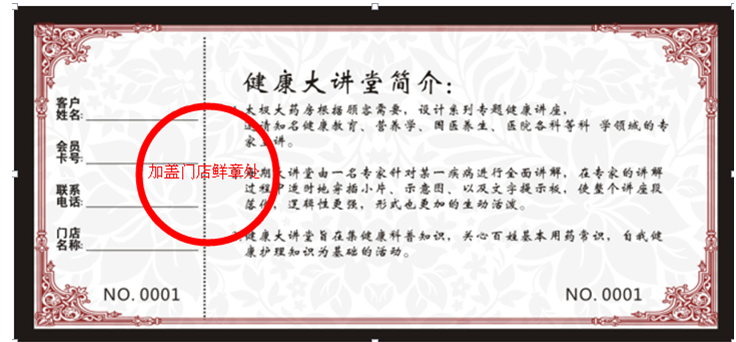 健康大讲堂简介:
客户
姓名:
会员
卡号:
联系
电话:
门店
名称:
加盖门店鲜章处
太极大药房根据顾客需要,设计系列专题健康讲座,
请知名健康教育、营养学、国医养生、医院各科等科 学领域的专
家 讲。
期大讲堂由一名专家针对某一疾病进行全面讲解,在专家的讲解
过程中适时地穿插小片、示意图、以及文字提示板,使整个讲座段
落 ,逻辑性更强,形式也更加的生动活泼。
健康大讲堂旨在集健康科普知识,关心百姓基本用药常识,自我健
康护理知识为基础的活动。
NO.0001
NO.0001